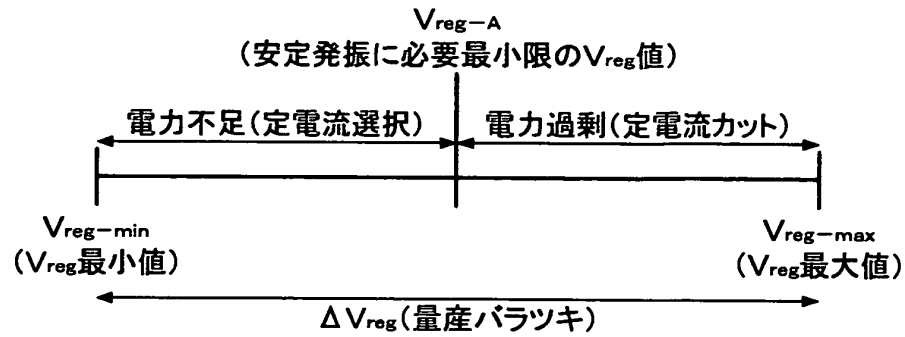 Vreg-A
(安定発振に必要最小限のVreg値)
電力不足(定電流選択)
電力過剰(定電流カット)
Vreg-min
(Vreg最小値)
Vreg-max
(Vreg最大値)
ΔVreg(量産バラツキ)